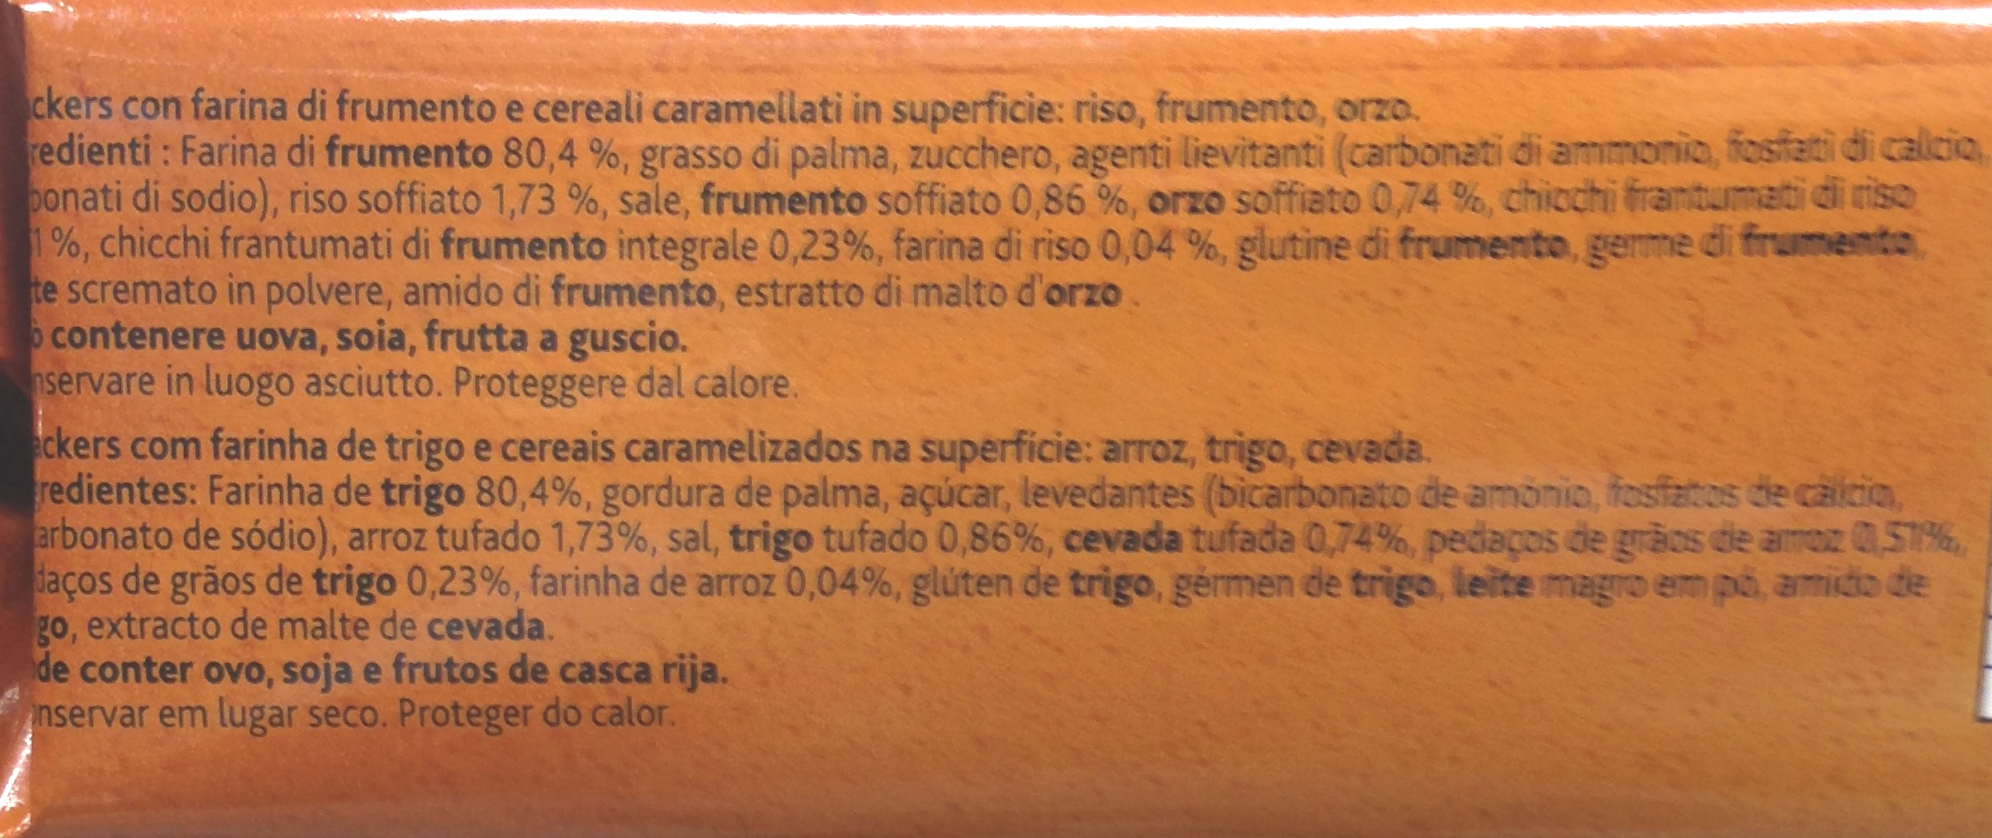 ckers con farina di frumento e cereali caramellati in superficie: riso, frumento, orzo.
redienti : Farina di frumento 80,4 %, grasso di palma, zucchero, agenti lievitanti (carbonati di ammonio, fosfati di calcio,
bonati di sodio), riso soffiato 1,73 %, sale, frumento soffiato 0,86 %, orzo soffiato 0,74 %, chicchi frantumati di riso
1 %, chicchi frantumati di frumento integrale 0,23%, farina di riso 0,04 %, glutine di frumento, germe di frumento,
te scremato in polvere, amido di frumento, estratto di malto d'orzo .
ò contenere uova, soia, frutta a guscio.
nservare in luogo asciutto. Proteggere dal calore.
ackers com farinha de trigo e cereais caramelizados na superfície: arroz, trigo, cevada.
redientes: Farinha de trigo 80,4%, gordura de palma, açúcar, levedantes (bicarbonato de amónio, fosfatos de cálcio,
arbonato de sódio), arroz tufado 1,73%, sal, trigo tufado 0,86%, cevada tufada 0,74%, pedaços de grãos de arroz 0,51%,
daços de grãos de trigo 0,23%, farinha de arroz 0,04%, glúten de trigo, gérmen de trigo, leite magro em pó, amido de
go, extracto de malte de cevada.
de conter ovo, soja e frutos de casca rija.
nservar em lugar seco. Proteger do calor.